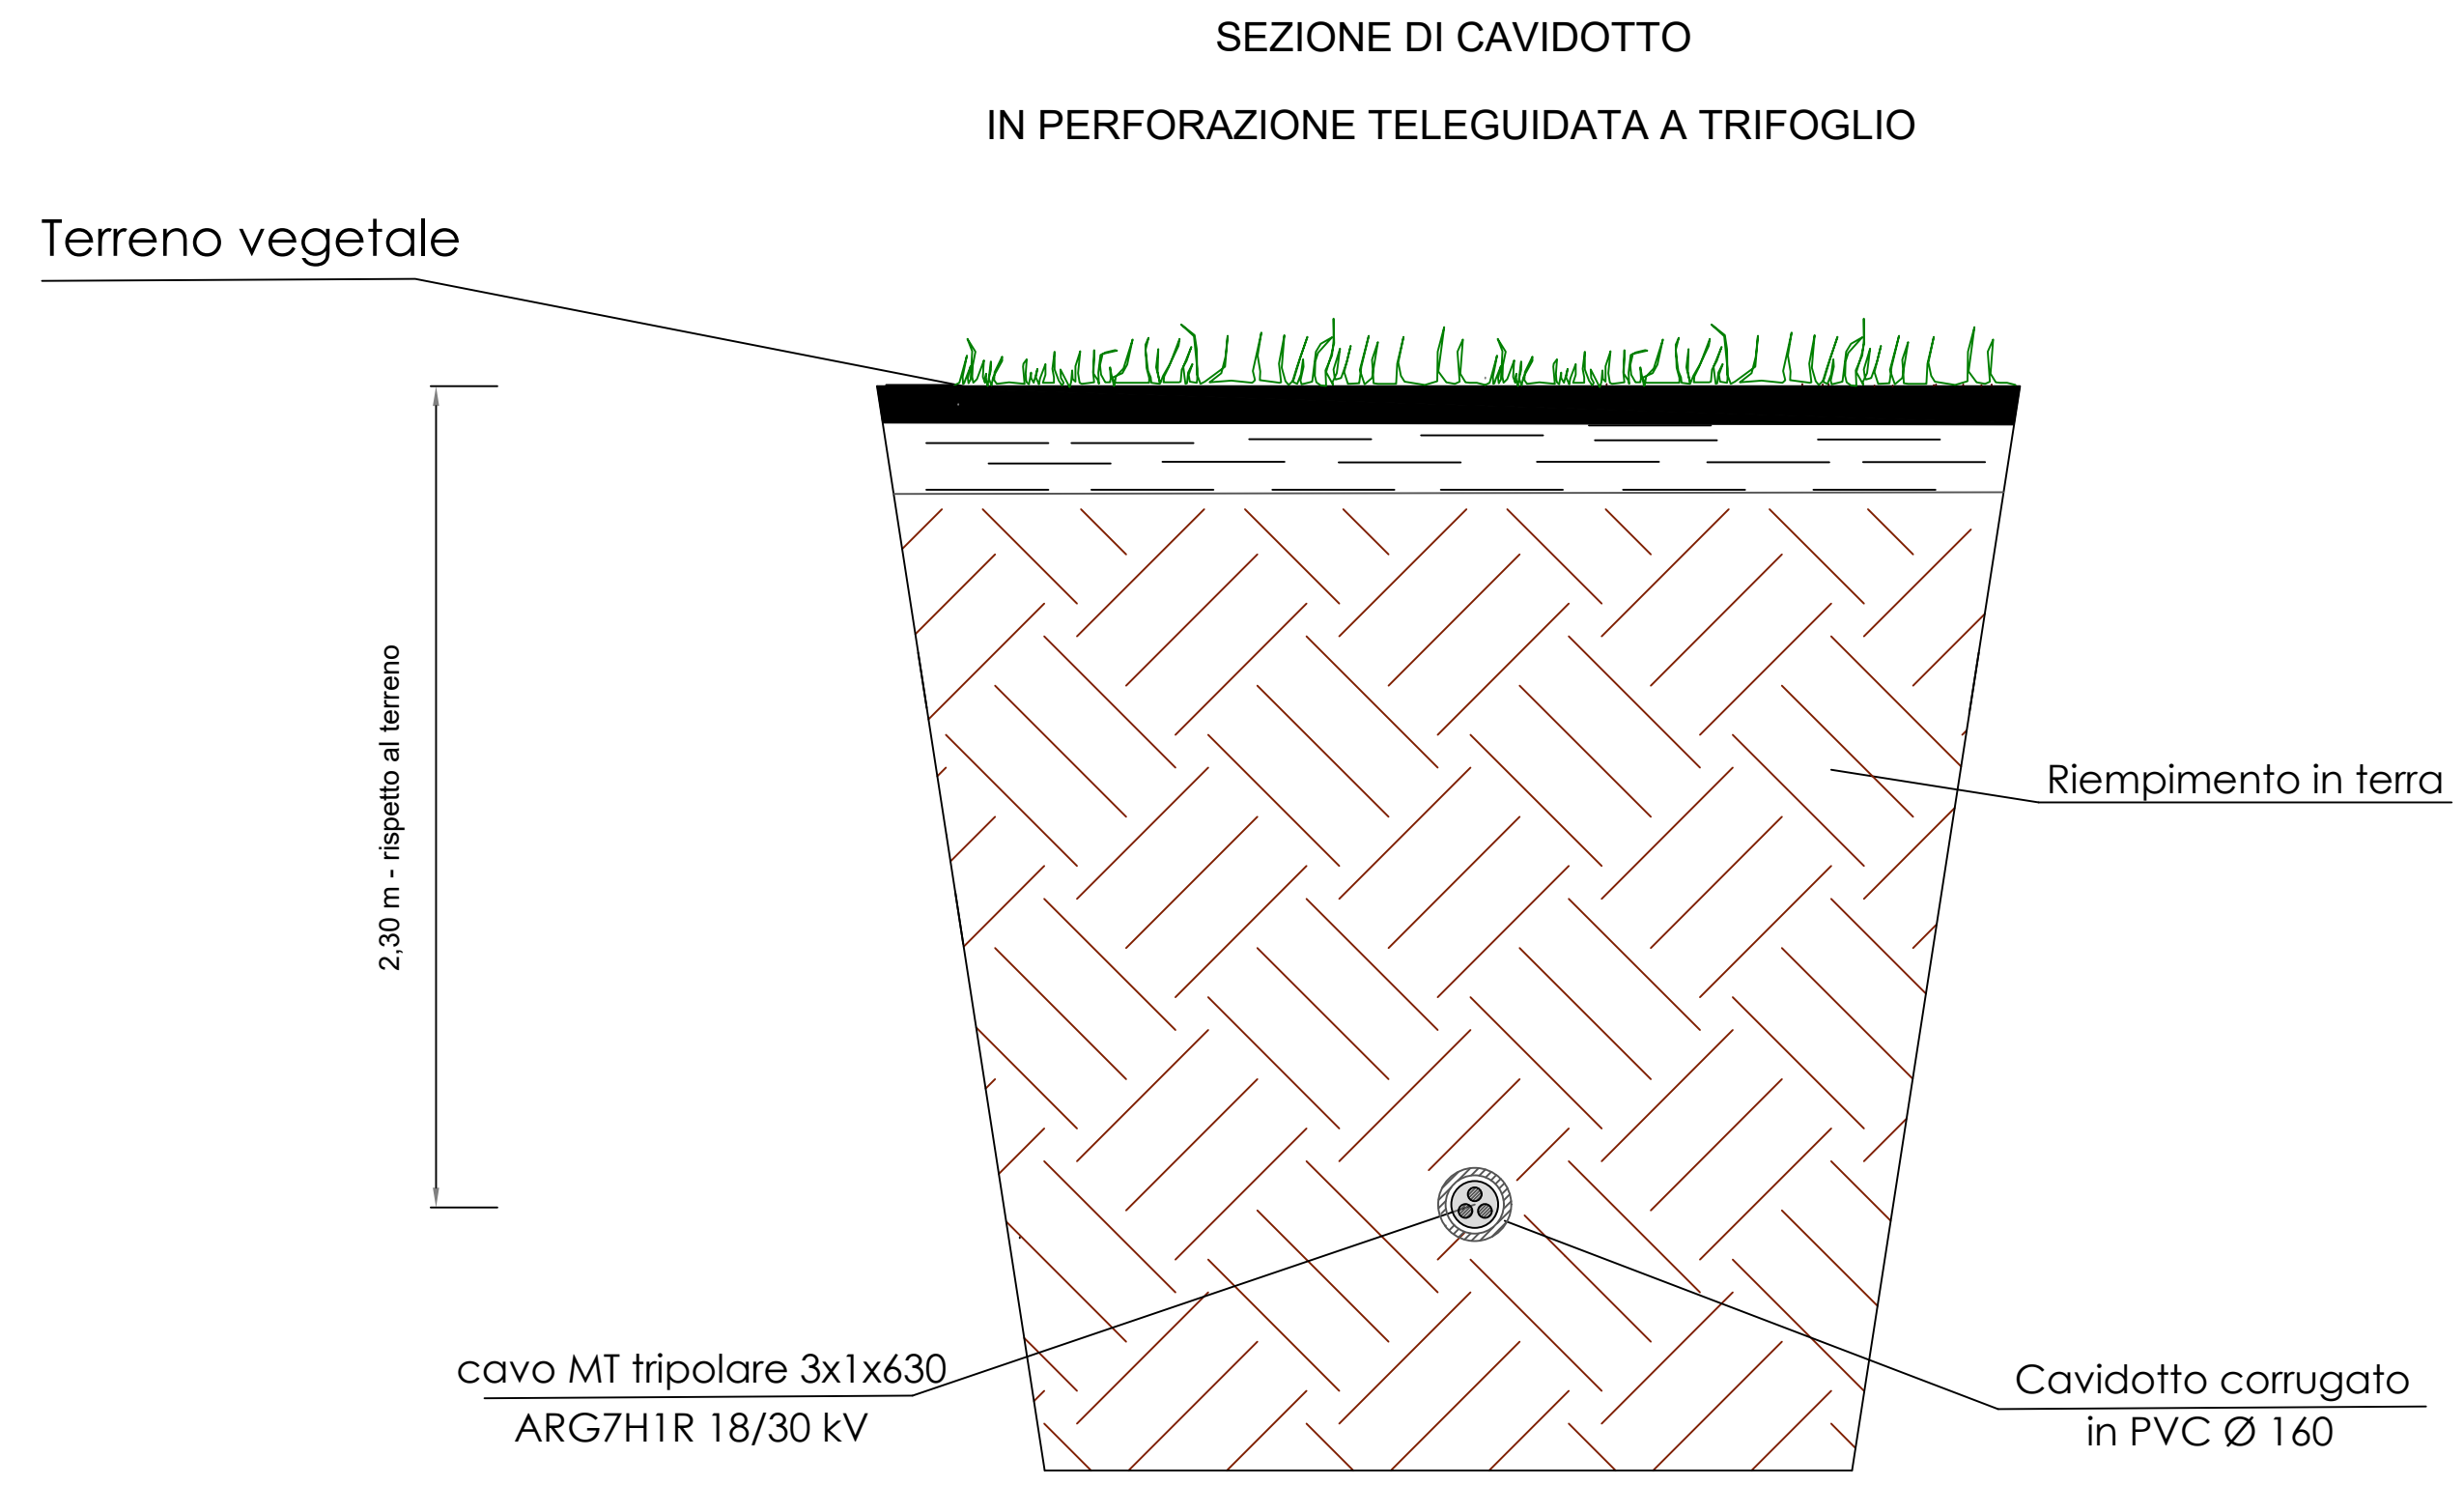 SEZIONE DI CAVIDOTTO
IN PERFORAZIONE TELEGUIDATA A TRIFOGLIO
Terreno vegetale
2,30 m - rispetto al terreno
Riempimento in terra
cavo MT tripolare 3x1x630
ARG7H1R 18/30 kV
Cavidotto corrugato
in PVC Ø 160